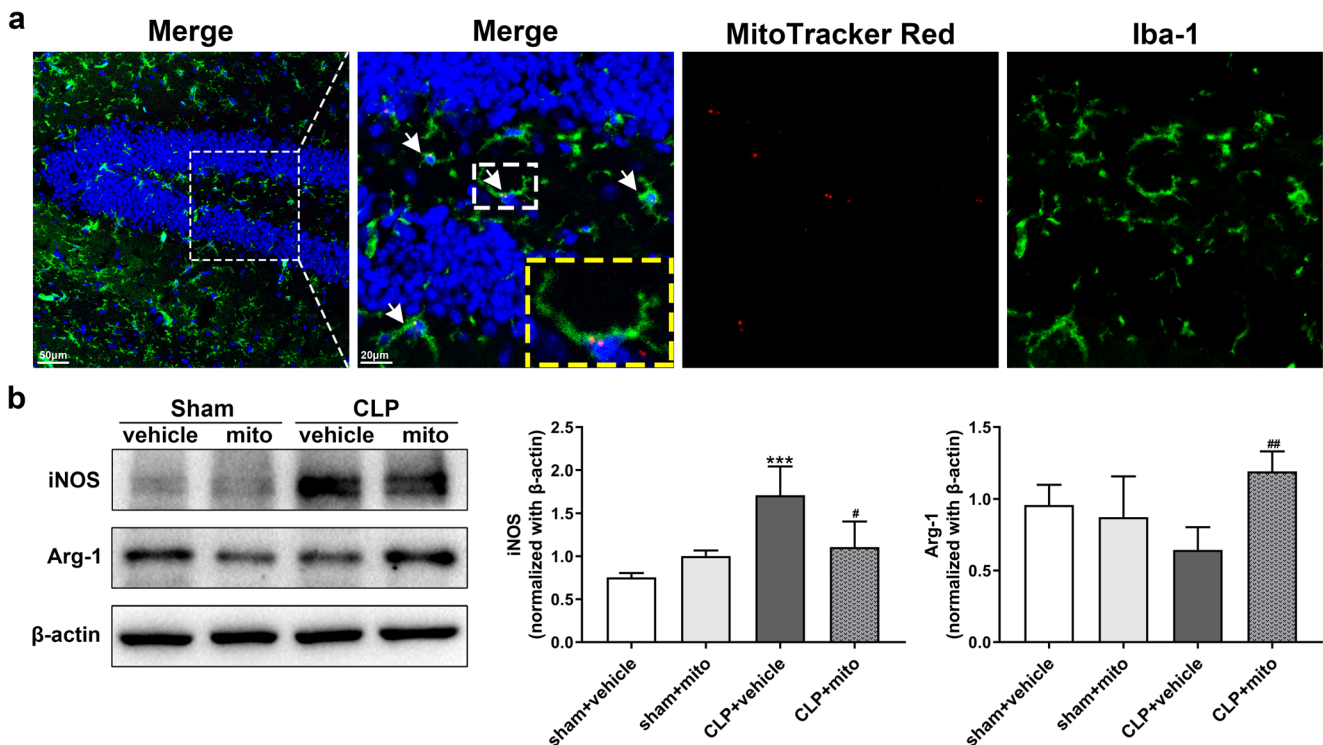 a
Merge
Merge
MitoTracker Red
Iba-1
50μm
20μm
b
Sham
CLP
vehicle
mito
vehicle
mito
iNOS
Arg-1
β-actin
iNOS
(normalized with β-actin)
2.5
2.0
1.5
1.0
0.5
0.0
***
#
sham+vehicle
sham+mito
CLP+vehicle
CLP+mito
Arg-1
(normalized with β-actin)
1.5
1.0
0.5
0.0
##
sham+vehicle
sham+mito
CLP+vehicle
CLP+mito